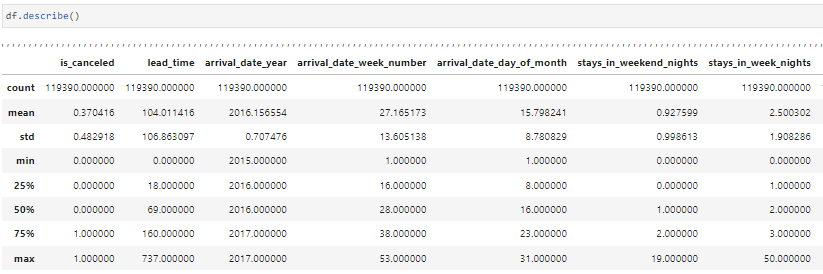 df.describe()
is_canceled lead_time arrival_date_year arrival_date_week_number arrival_date_day_of_month stays_in_weekend_nights stays_in_week_nights
count 119390.000000 119390.000000 119390.000000 119390.000000 119390.000000 119390.000000 119390.000000
mean 0.370416 104.011416 2016.156554 27.165173 15.798241 0.927599 2.500302
std 0.482918 106.863097 0.707476 13.605138 8.780829 0.998613 1.908286
min 0.000000 0.000000 2015.000000 1.000000 1.000000 0.000000 0.000000
25% 0.000000 18.000000 2016.000000 16.000000 8.000000 0.000000 1.000000
50% 0.000000 69.000000 2016.000000 28.000000 16.000000 1.000000 2.000000
75% 1.000000 160.000000 2017.000000 38.000000 23.000000 2.000000 3.000000
max 1.000000 737.000000 2017.000000 53.000000 31.000000 19.000000 50.000000